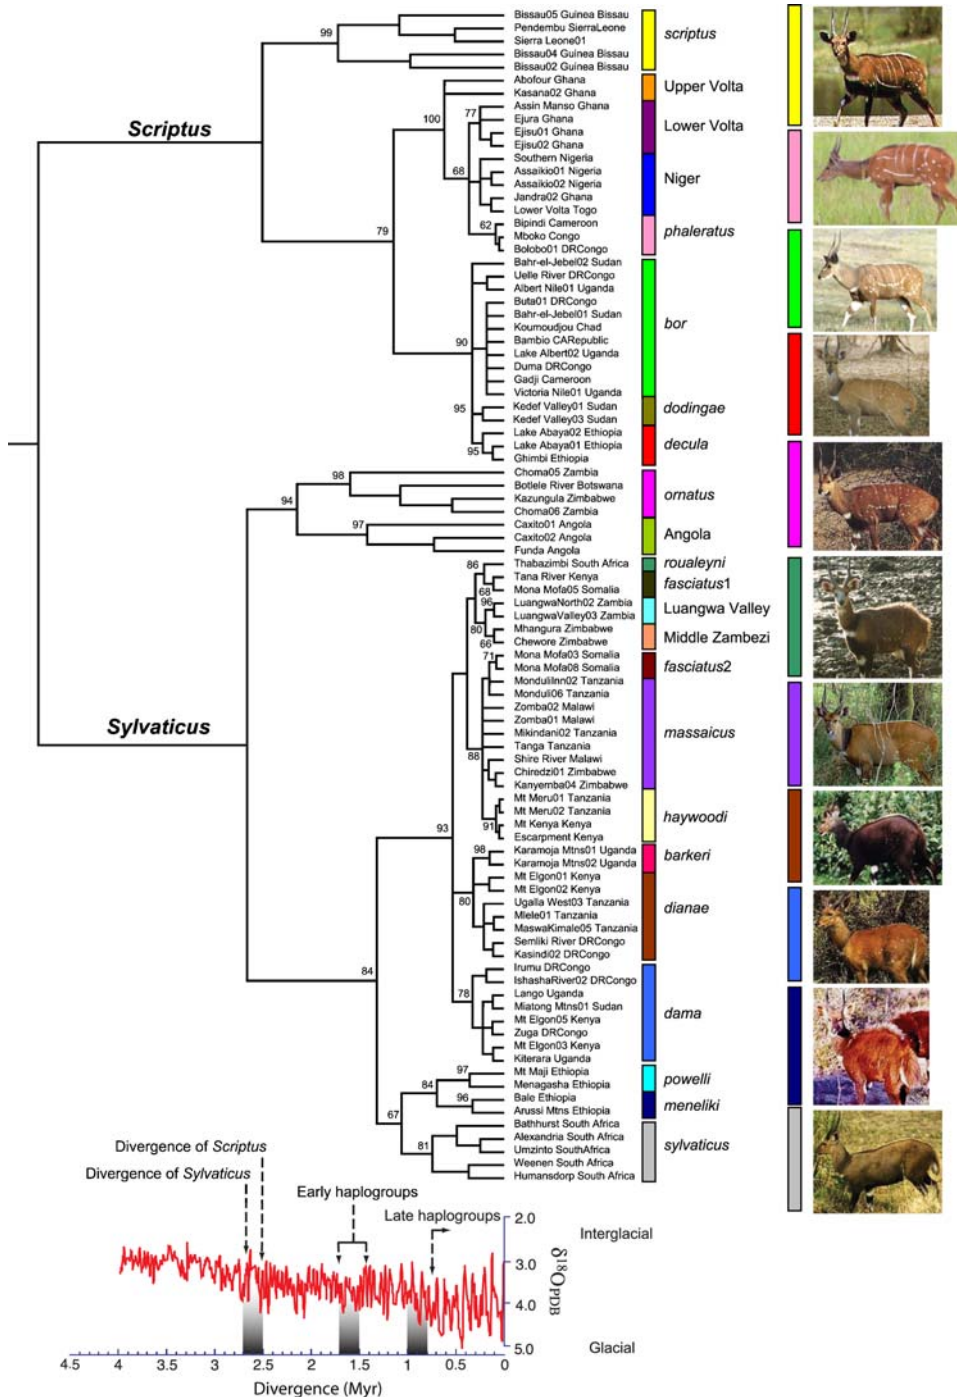 Bissau05 Guinea Bissau
Pendembu SierraLeone
Sierra Leone01
Bissau04 Guinea Bissau
Bissau02 Guinea Bissau
99
scriptus
Abofour Ghana
Kasana02 Ghana
Upper Volta
Scriptus
100
77
Assin Manso Ghana
Ejura Ghana
Ejisu01 Ghana
Ejisu02 Ghana
Lower Volta
68
Southern Nigeria
Assaikio01 Nigeria
Assaikio02 Nigeria
Jandra02 Ghana
Lower Volta Togo
Niger
79
62
Bipindi Cameroon
Mboko Congo
Bolobo01 DRCongo
phaleratus
Bahr-el-Jebel02 Sudan
Uelle River DRCongo
Albert Nile01 Uganda
Buta01 DRCongo
Bahr-el-Jebel01 Sudan
Koumoudjou Chad
Bambio CARepublic
Lake Albert02 Uganda
Duma DRCongo
Gadji Cameroon
Victoria Nile01 Uganda
90
bor
95
Kedef Valley01 Sudan
Kedef Valley03 Sudan
dodingae
95
Lake Abaya02 Ethiopia
Lake Abaya01 Ethiopia
Ghimbi Ethiopia
decula
94
98
Choma05 Zambia
Botlele River Botswana
Kazungula Zimbabwe
Choma06 Zambia
ornatus
97
Caxito01 Angola
Caxito02 Angola
Funda Angola
Angola
86
Thabazimbi South Africa
roualeyni
68
Tana River Kenya
Mona Mofa05 Somalia
fasciatus1
96
LuangwaNorth02 Zambia
LuangwaValley03 Zambia
Luangwa Valley
80
66
Mhangura Zimbabwe
Chewore Zimbabwe
Middle Zambezi
71
Mona Mofa03 Somalia
Mona Mofa08 Somalia
fasciatus2
MonduliInn02 Tanzania
Monduli06 Tanzania
Zomba02 Malawi
Zomba01 Malawi
Mikindani02 Tanzania
Tanga Tanzania
Shire River Malawi
Chiredzi01 Zimbabwe
Kanyemba04 Zimbabwe
massaicus
Sylvaticus
88
93
91
Mt Meru01 Tanzania
Mt Meru02 Tanzania
Mt Kenya Kenya
Escarpment Kenya
haywoodi
98
Karamoja Mtns01 Uganda
Karamoja Mtns02 Uganda
barkeri
80
Mt Elgon01 Kenya
Mt Elgon02 Kenya
Ugalla West03 Tanzania
Mlele01 Tanzania
MaswaKimale05 Tanzania
Semliki River DRCongo
Kasindi02 DRCongo
dianae
84
78
Irumu DRCongo
IshashaRiver02 DRCongo
Lango Uganda
Miatong Mtns01 Sudan
Mt Elgon05 Kenya
Zuga DRCongo
Mt Elgon03 Kenya
Kiterara Uganda
dama
84
97
Mt Maji Ethiopia
Menagasha Ethiopia
powelli
67
96
Bale Ethiopia
Arussi Mtns Ethiopia
meneliki
81
Bathhurst South Africa
Alexandria South Africa
Umzinto SouthAfrica
Weenen South Africa
Humansdorp South Africa
sylvaticus
Divergence of Scriptus
Divergence of Sylvaticus
Early haplogroups
Late haplogroups
2.0
Interglacial
3.0
4.0
5.0
δ18OPDB
Glacial
4.5 4 3.5 3 2.5 2 1.5 1 0.5 0
Divergence (Myr)